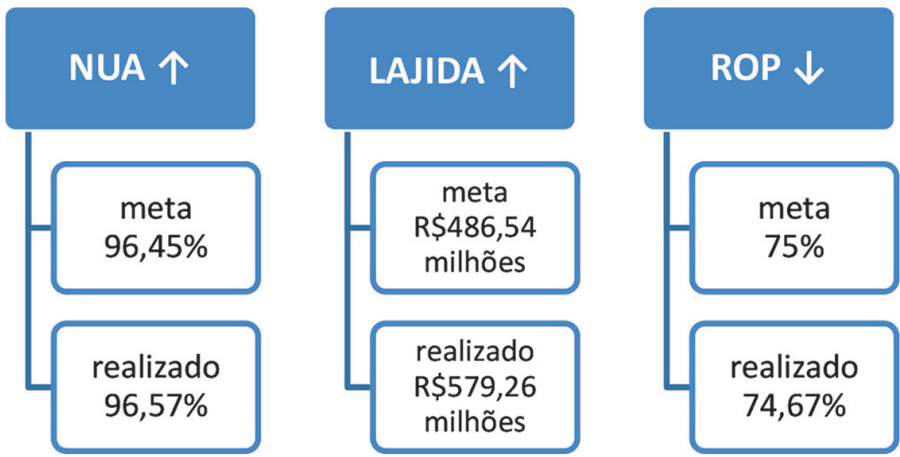 NUA ↑
meta
96,45%
realizado
96,57%
LAJIDA ↑
meta
R$486,54
milhões
realizado
R$579,26
milhões
ROP ↓
meta
75%
realizado
74,67%